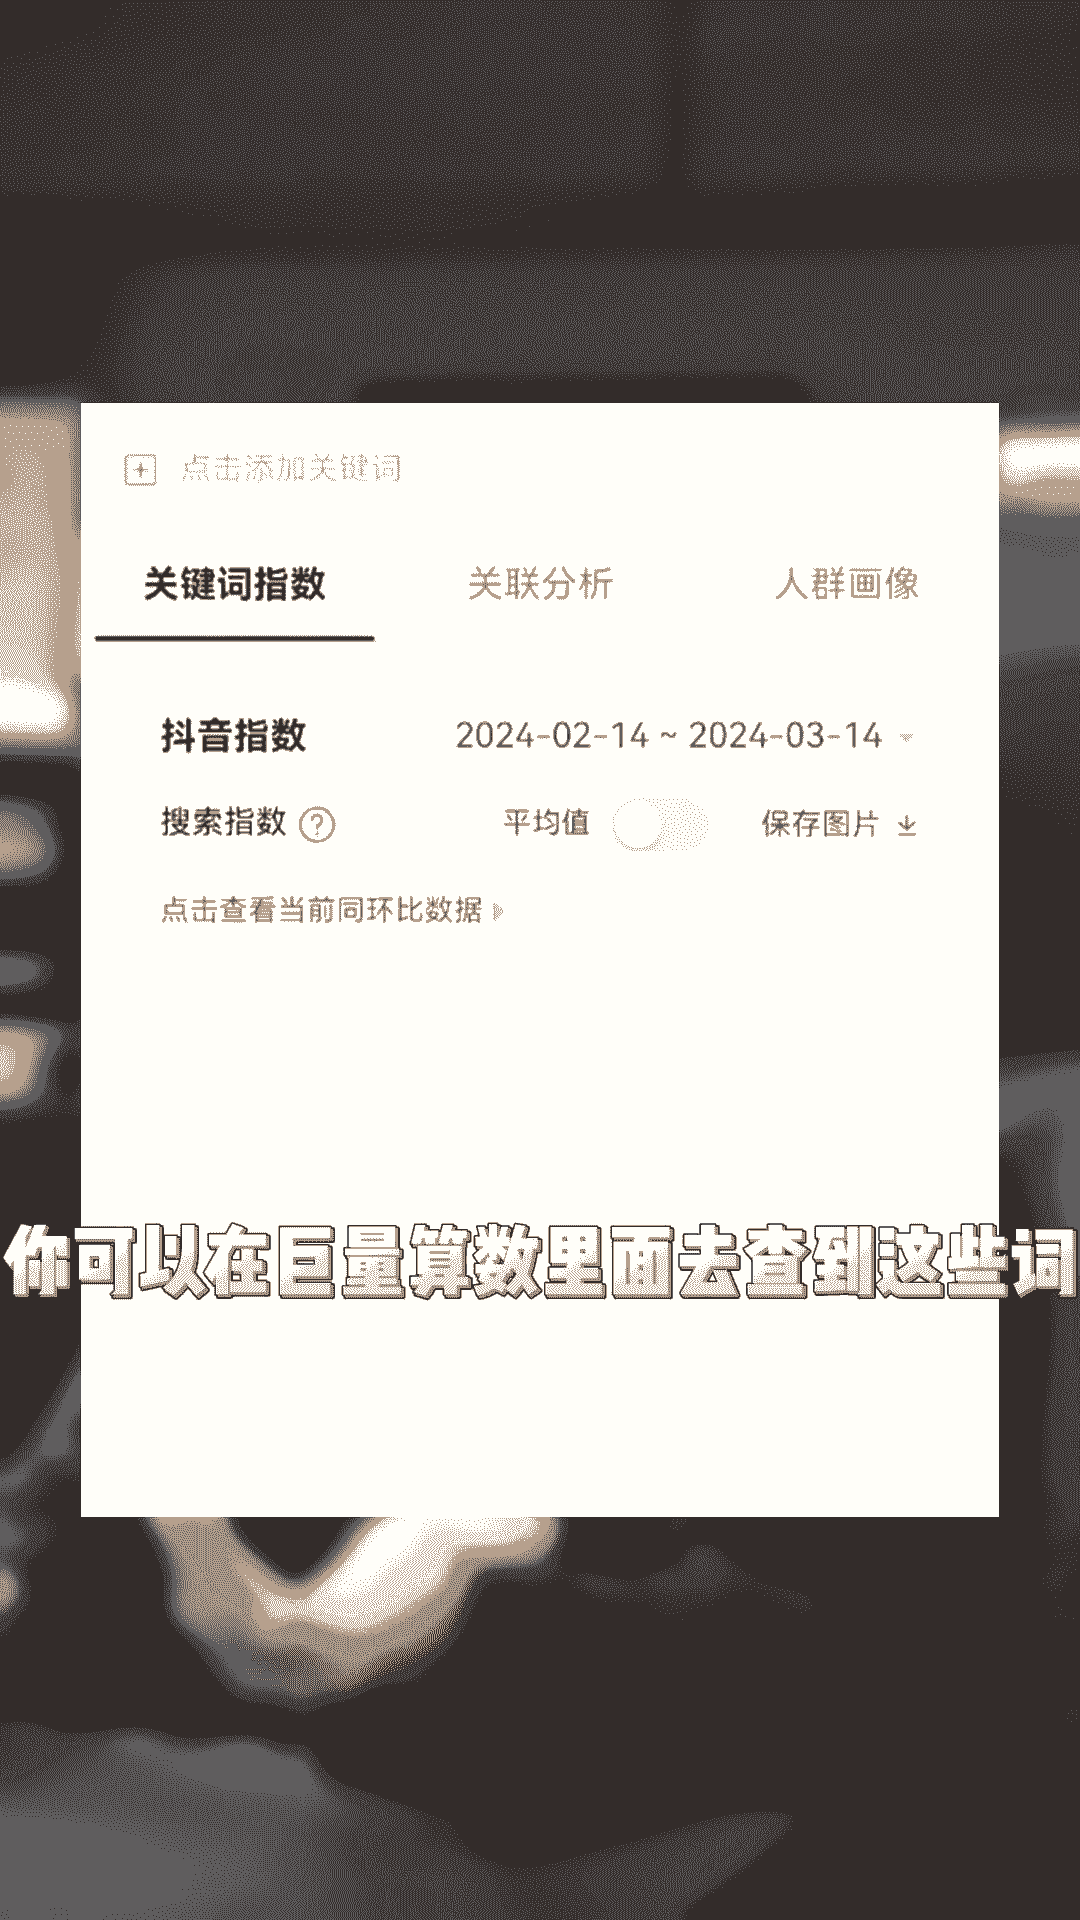 点击添加关键词
关键词指数 关联分析 人群画像
抖音指数 2024-02-14 ~ 2024-03-14
搜索指数 ? 平均值 保存图片
点击查看当前同环比数据
你可以在巨量算数里面去查到这些词